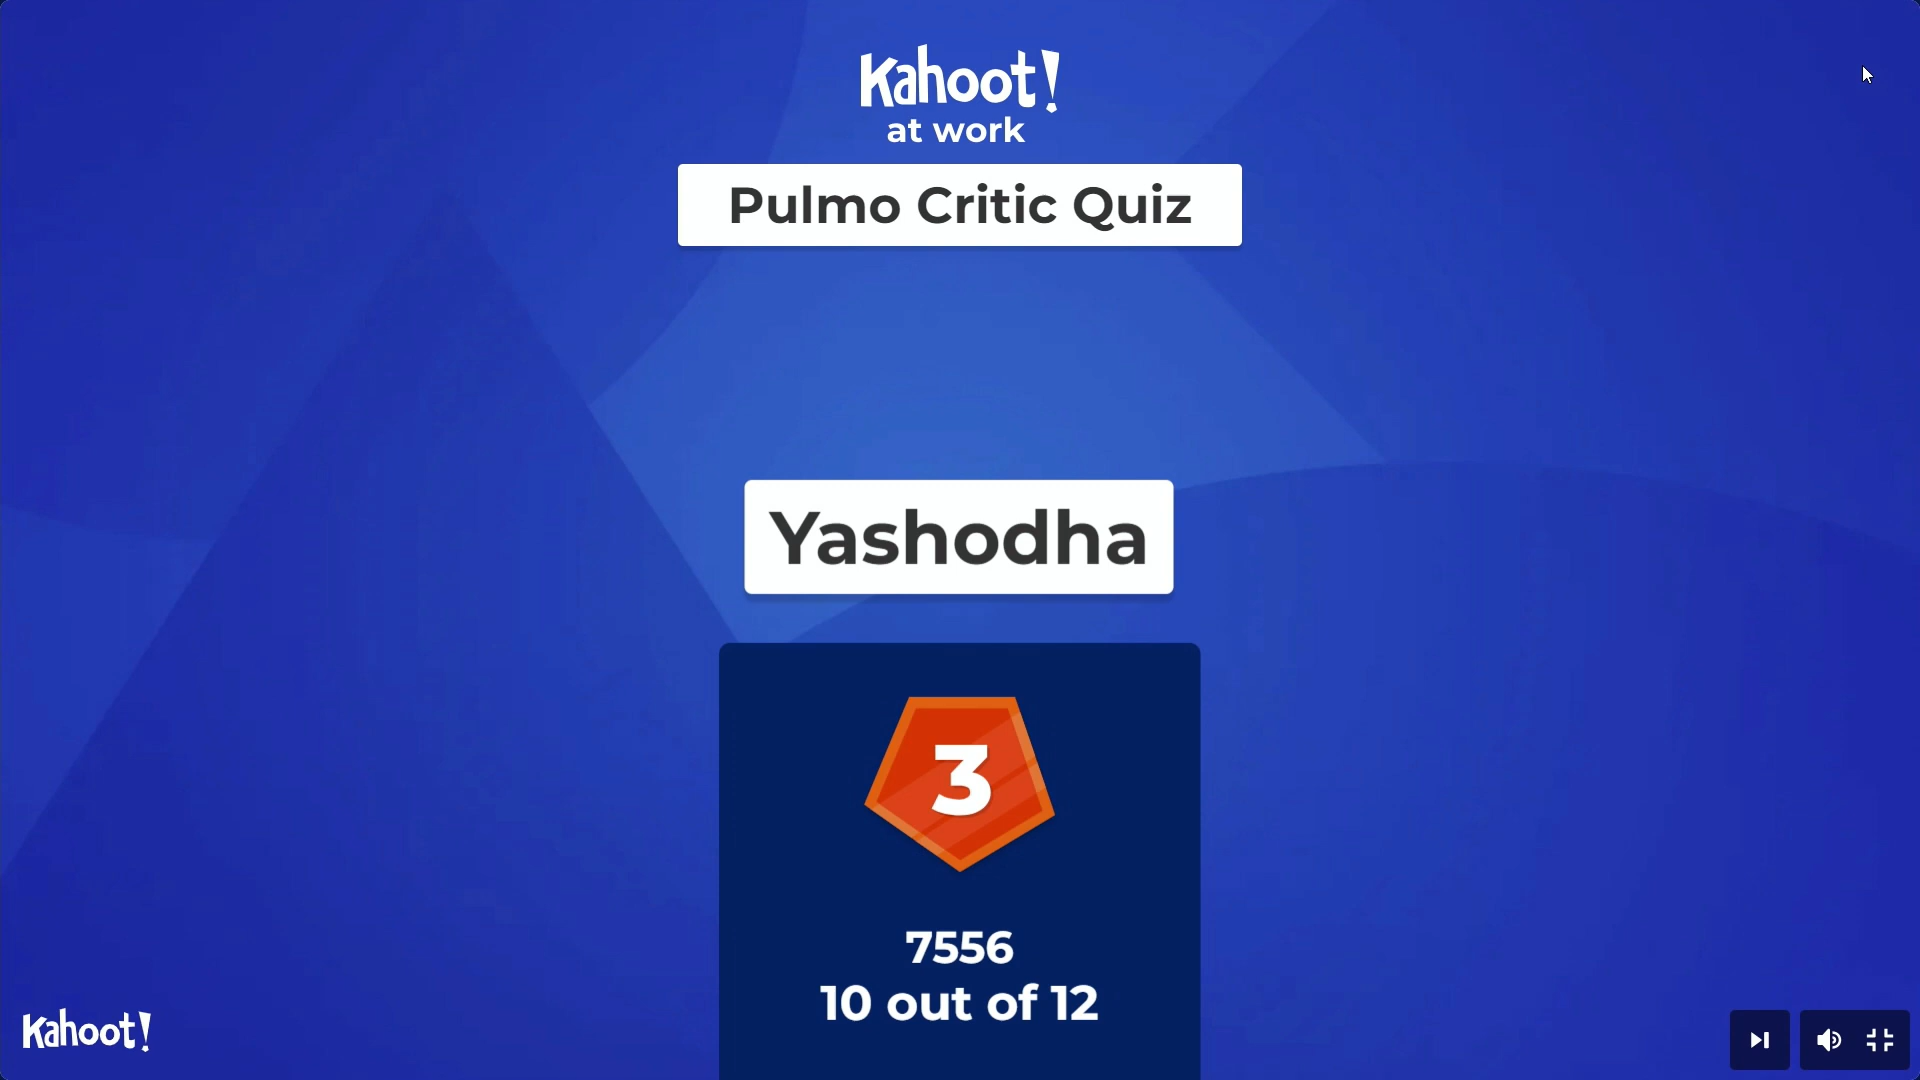 Kahoot!
at work
Pulmo Critic Quiz
Yashodha
3
7556
10 out of 12
Kahoot!